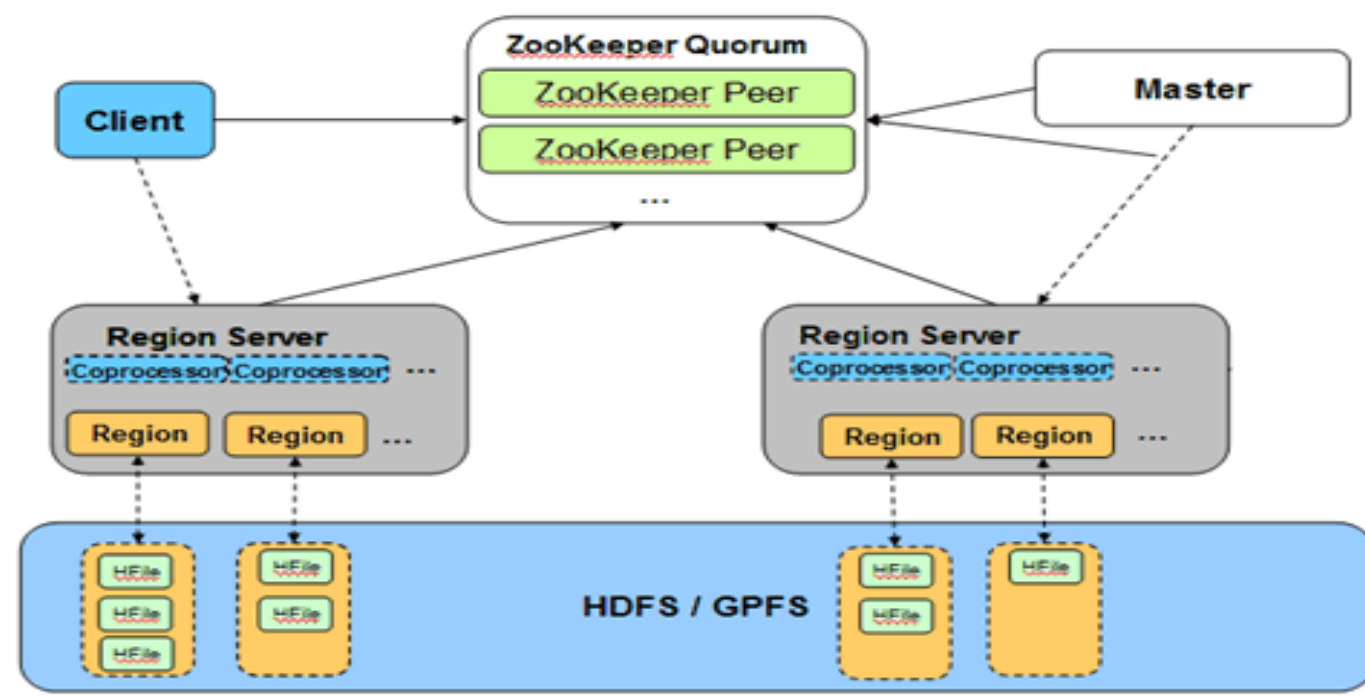 ZooKeeper Quorum
ZooKeeper Peer
ZooKeeper Peer
...
Client
Master
Region Server
Coprocessor Coprocessor ...
Region Region ...
Region Server
Coprocessor Coprocessor ...
Region Region ...
HFile
HFile
HFile
HFile
HFile
HDFS / GPFS
HFile
HFile
HFile